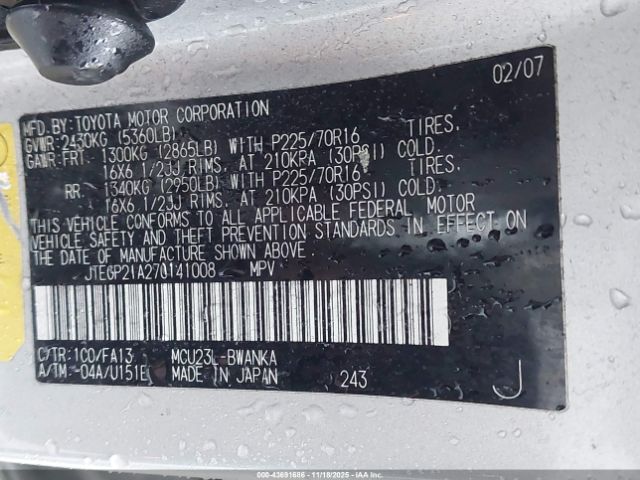 02/07
MFD.BY: TOYOTA MOTOR CORPORATION
GVWR 2430KG (5360LB)
GAWR: FRT. 1300KG (2865LB) WITH P225/70R16 TIRES,
16X6 1/2JJ RIMS, AT 210KPA (30PSI) COLD.
RR. 1340KG (2950LB) WITH P225/70R16 TIRES,
16X6 1/2JJ RIMS, AT 210KPA (30PSI) COLD.
THIS VEHICLE CONFORMS TO ALL APPLICABLE FEDERAL MOTOR
VEHICLE SAFETY AND THEFT PREVENTION STANDARDS IN EFFECT ON
THE DATE OF MANUFACTURE SHOWN ABOVE.
JTEGP21A270141008 MPV
C/TR: 1C0/FA13 MCU23L-BWANKA
A/TM: -04A/U151E MADE IN JAPAN 243 J
000-43691686 - 11/18/2025 - IAAI.com